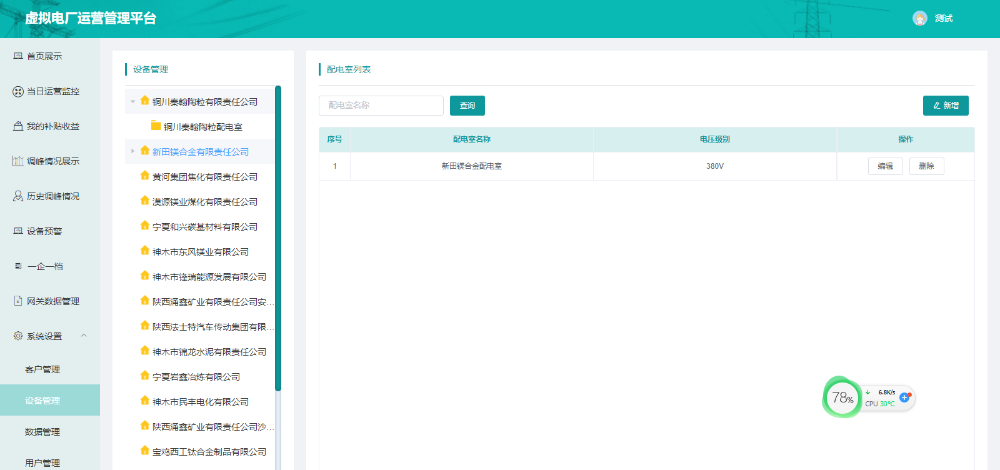 虚拟电厂运营管理平台
测试
首页展示
当日运营监控
我的补贴收益
调峰情况展示
历史调峰情况
设备预警
一企一档
网关数据管理
系统设置
客户管理
设备管理
数据管理
用户管理
设备管理
铜川秦翰陶粒有限责任公司
铜川秦翰陶粒配电室
新田镁合金有限责任公司
黄河集团焦化有限责任公司
漠源镁业煤化有限责任公司
宁夏和兴碳基材料有限公司
神木市东风镁业有限公司
神木市锋瑞能源发展有限公司
陕西涌鑫矿业有限责任公司安...
陕西法士特汽车传动集团有限...
神木市锦龙水泥有限责任公司
宁夏岩鑫冶炼有限公司
神木市民丰电化有限公司
陕西涌鑫矿业有限责任公司沙...
宝鸡西工钛合金制品有限公司
配电室列表
配电室名称
查询
新增
序号 配电室名称 电压级别 操作
1 新田镁合金配电室 380V 编辑 删除
78%
6.8K/s
CPU 30℃